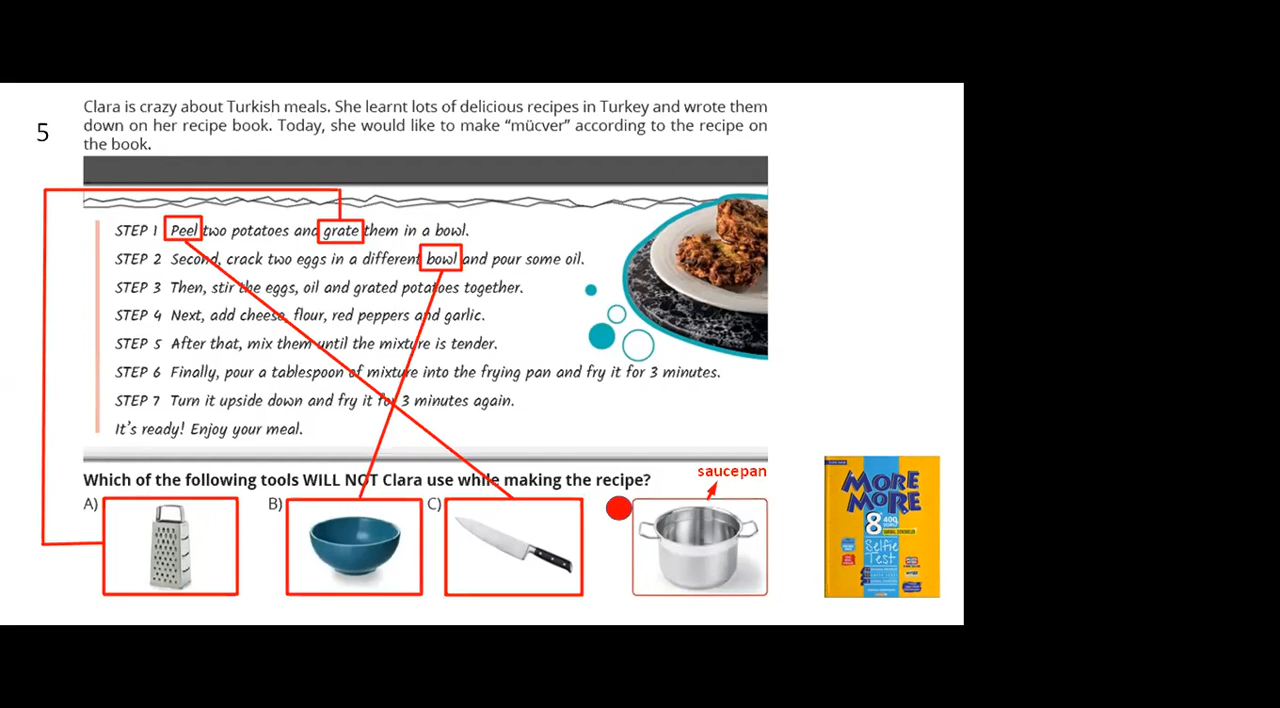 Clara is crazy about Turkish meals. She learnt lots of delicious recipes in Turkey and wrote them
5
down on her recipe book. Today, she would like to make “mücver” according to the recipe on
the book.
STEP 1 Peel two potatoes and grate them in a bowl.
STEP 2 Second, crack two eggs in a different bowl and pour some oil.
STEP 3 Then, stir the eggs, oil and grated potatoes together.
STEP 4 Next, add cheese, flour, red peppers and garlic.
STEP 5 After that, mix them until the mixture is tender.
STEP 6 Finally, pour a tablespoon of mixture into the frying pan and fry it for 3 minutes.
STEP 7 Turn it upside down and fry it for 3 minutes again.
It’s ready! Enjoy your meal.
Which of the following tools WILL NOT Clara use while making the recipe?
saucepan
A)
B)
C)
MORE
MORE
8
400
Selfie
Test